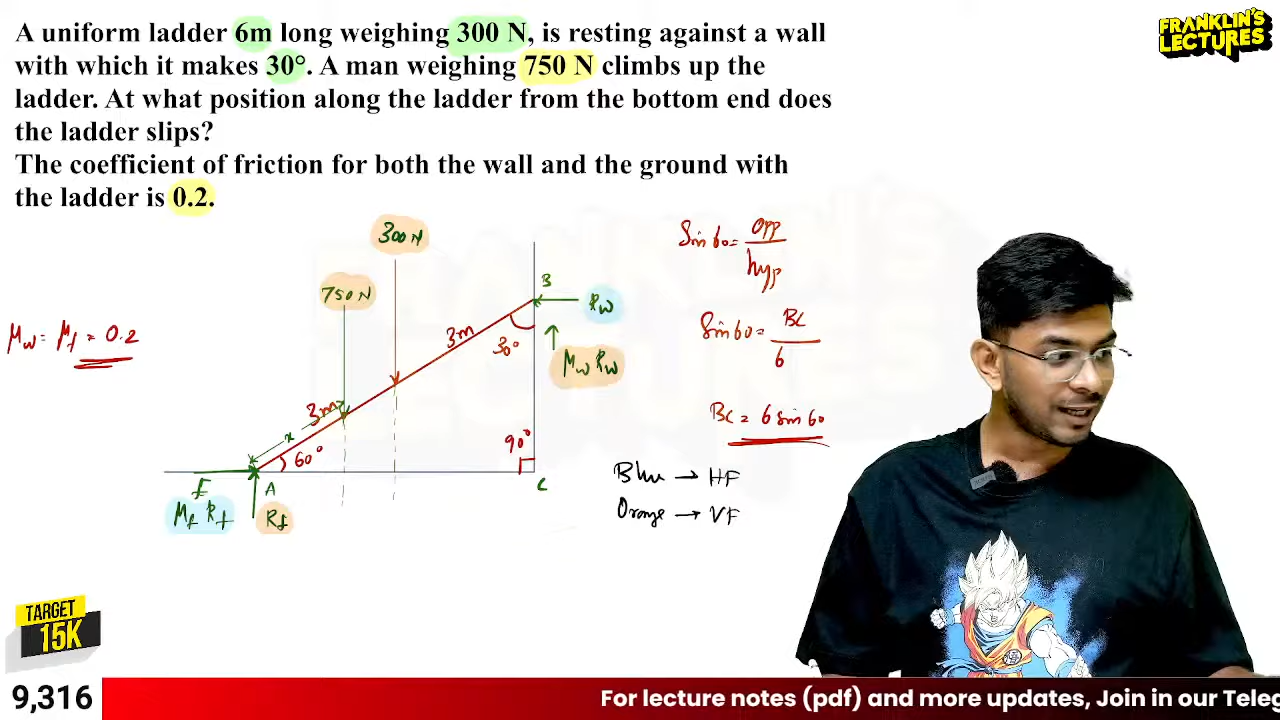 A uniform ladder 6m long weighing 300 N, is resting against a wall
with which it makes 30°. A man weighing 750 N climbs up the
ladder. At what position along the ladder from the bottom end does
the ladder slips?
The coefficient of friction for both the wall and the ground with
the ladder is 0.2.
FRANKLIN'S
LECTURES
300 N
750 N
μw = μf = 0.2
B
Rw
3m
30°
μw Rw
3m
x
60°
90°
A
C
F
μf Rf
Rf
Sin 60 = opp / hyp
Sin 60 = BC / 6
BC = 6 sin 60
Blue → HF
Orange → VF
TARGET
15K
9,316
For lecture notes (pdf) and more updates, Join in our Teleg